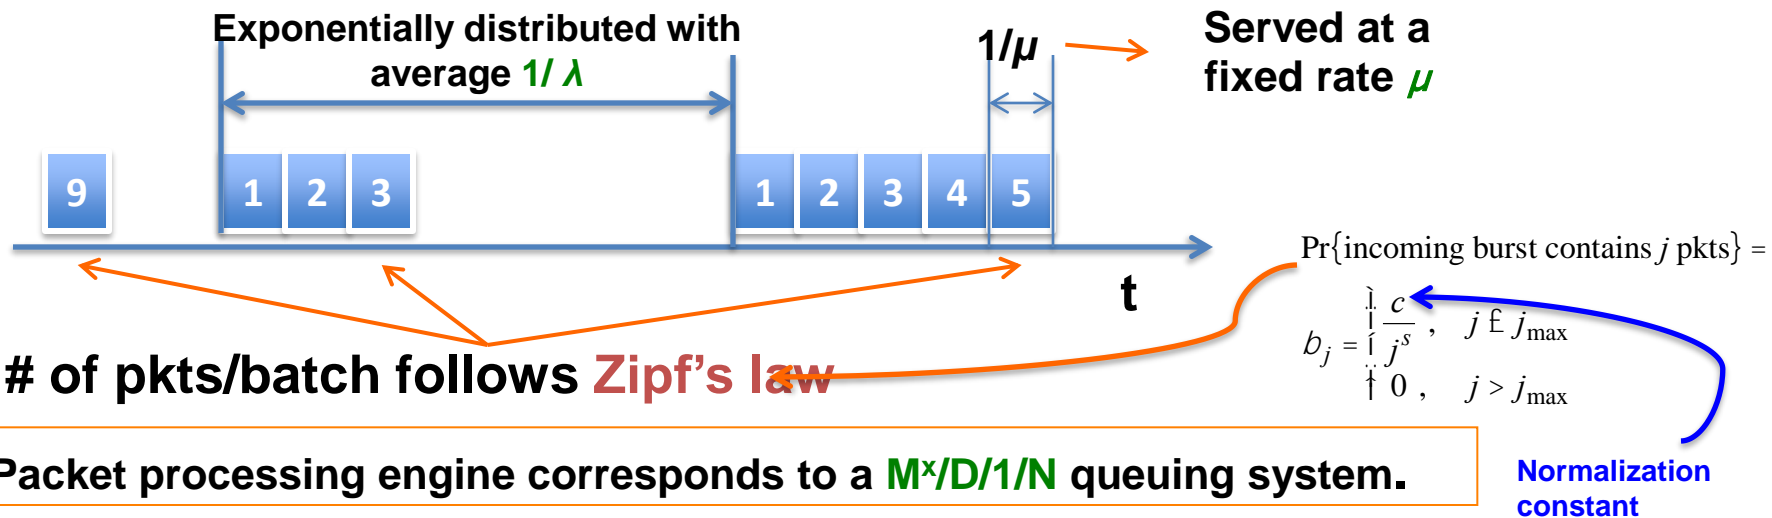 Exponentially distributed with
average 1/ λ
1/μ
Served at a
fixed rate μ
9 1 2 3 1 2 3 4 5
t
Pr{incoming burst contains j pkts} =
b_j = { c / j^s , j £ j_max
0 , j > j_max
# of pkts/batch follows Zipf's law
Packet processing engine corresponds to a Mˣ/D/1/N queuing system.
Normalization
constant